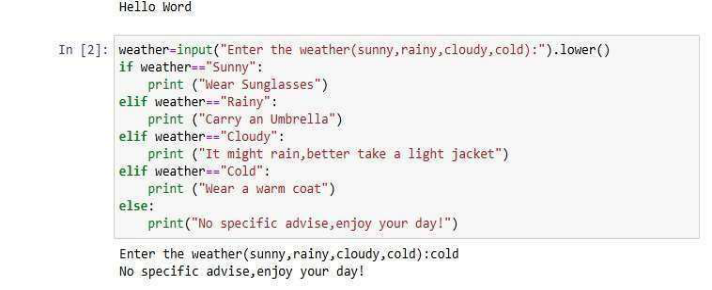 Hello Word
In [2]: weather=input("Enter the weather(sunny,rainy,cloudy,cold):").lower()
if weather=="Sunny":
    print ("Wear Sunglasses")
elif weather=="Rainy":
    print ("Carry an Umbrella")
elif weather=="Cloudy":
    print ("It might rain,better take a light jacket")
elif weather=="Cold":
    print ("Wear a warm coat")
else:
    print("No specific advise,enjoy your day!")
Enter the weather(sunny,rainy,cloudy,cold):cold
No specific advise,enjoy your day!